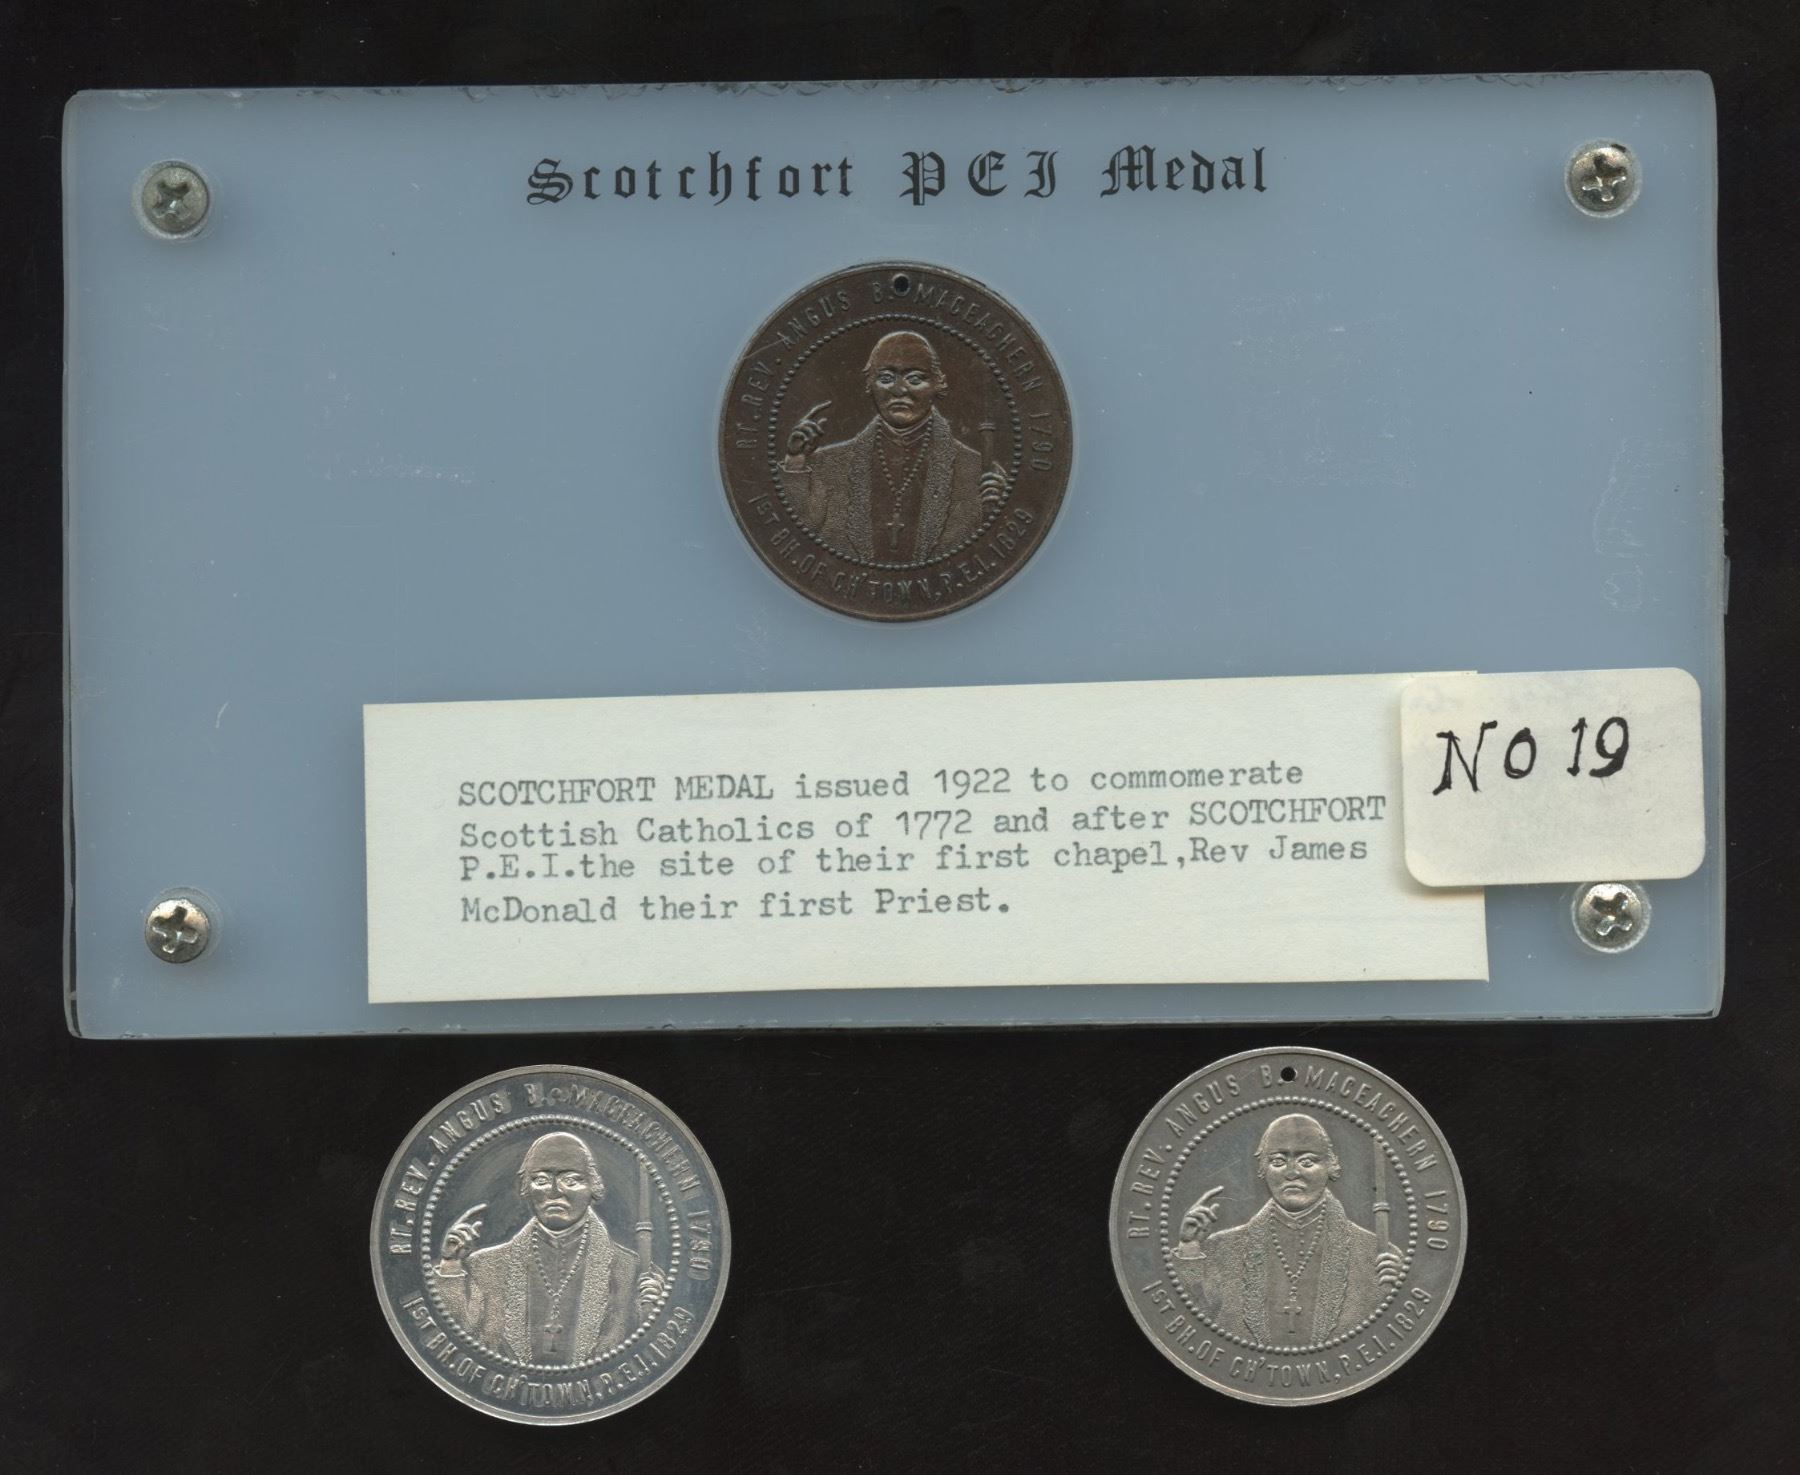 Scotchfort PEI Medal
RT. REV. ANGUS B. MACEACHERN 1790
1ST BH. OF CH'TOWN, P.E.I. 1829
SCOTCHFORT MEDAL issued 1922 to commomerate
Scottish Catholics of 1772 and after SCOTCHFORT
P.E.I.the site of their first chapel,Rev James
McDonald their first Priest.
NO 19
RT. REV. ANGUS B. MACEACHERN 1790
1ST BH. OF CH'TOWN, P.E.I. 1829
RT. REV. ANGUS B. MACEACHERN 1790
1ST BH. OF CH'TOWN, P.E.I. 1829